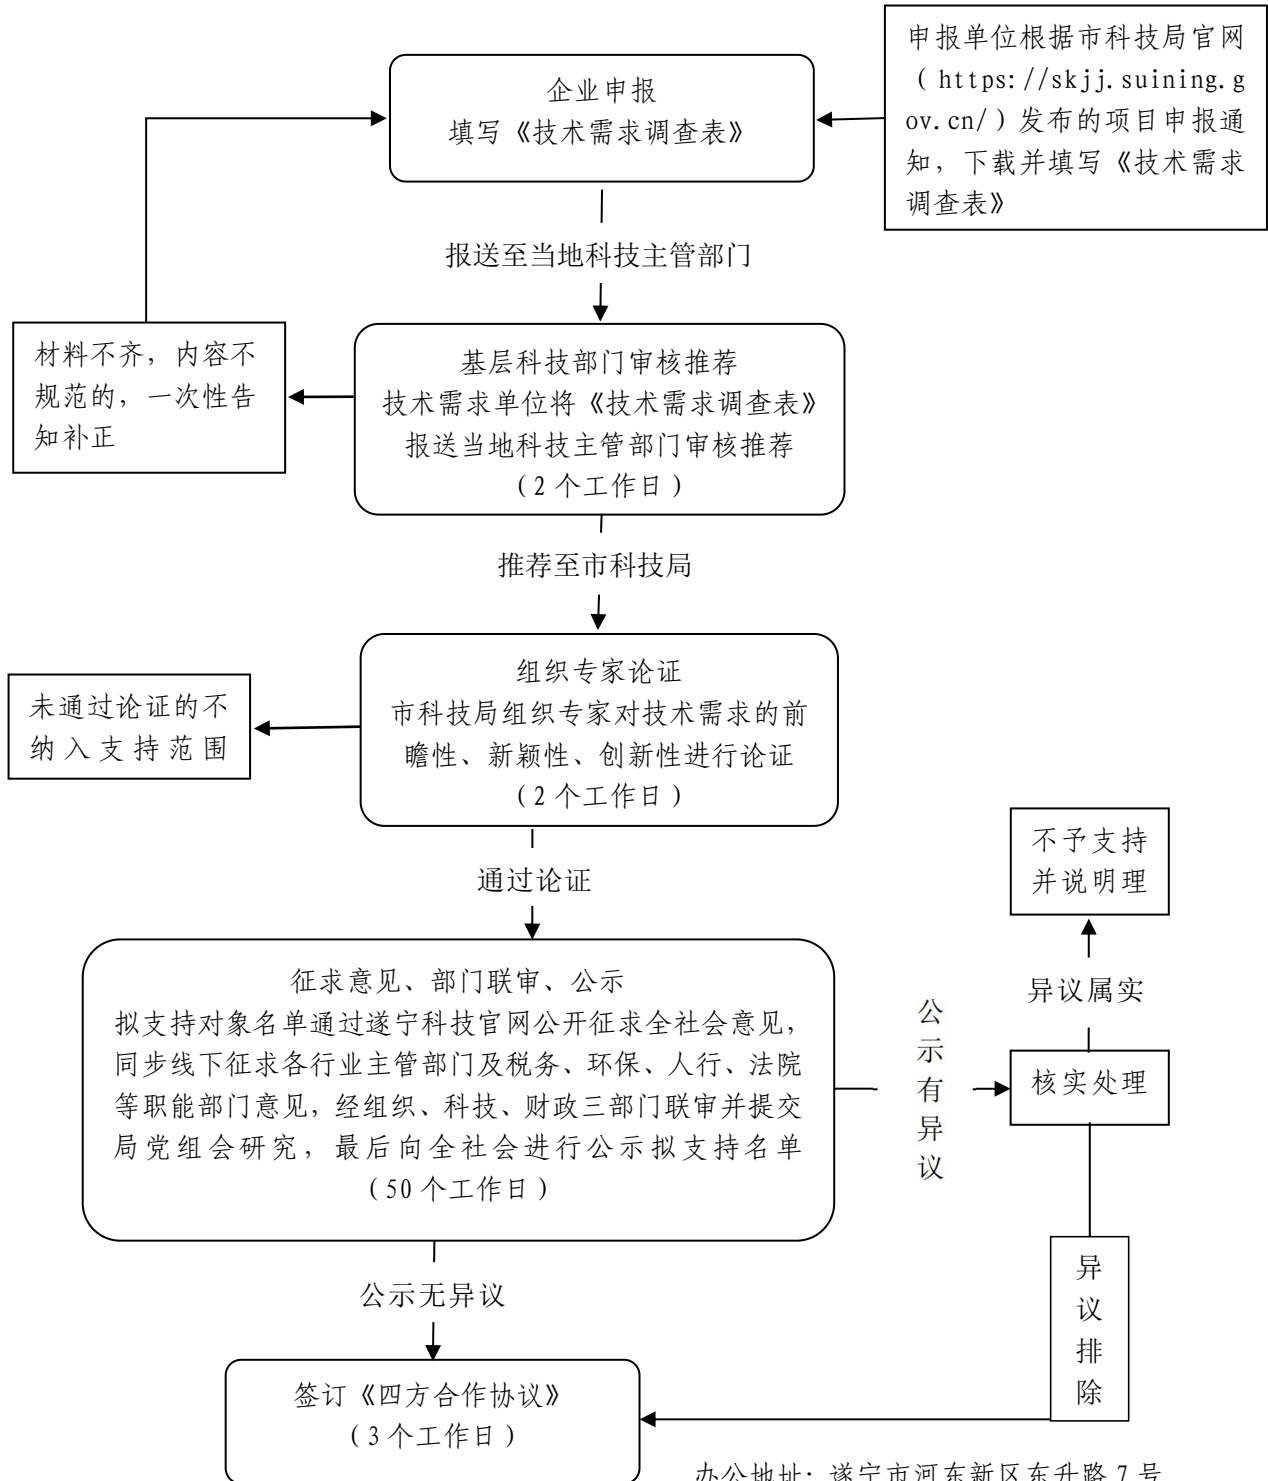 申报单位根据市科技局官网
（https://skjj.suining.g
ov.cn/）发布的项目申报通
知，下载并填写《技术需求
调查表》
企业申报
填写《技术需求调查表》
报送至当地科技主管部门
材料不齐，内容不
规范的，一次性告
知补正
基层科技部门审核推荐
技术需求单位将《技术需求调查表》
报送当地科技主管部门审核推荐
（2个工作日）
推荐至市科技局
组织专家论证
市科技局组织专家对技术需求的前
瞻性、新颖性、创新性进行论证
（2个工作日）
未通过论证的不
纳入支持范围
通过论证
不予支持
并说明理
异议属实
征求意见、部门联审、公示
拟支持对象名单通过遂宁科技官网公开征求全社会意见，
同步线下征求各行业主管部门及税务、环保、人行、法院
等职能部门意见，经组织、科技、财政三部门联审并提交
局党组会研究，最后向全社会进行公示拟支持名单
（50个工作日）
公示有异议
核实处理
异议排除
公示无异议
签订《四方合作协议》
（3个工作日）
办公地址：遂宁市河东新区东升路7号